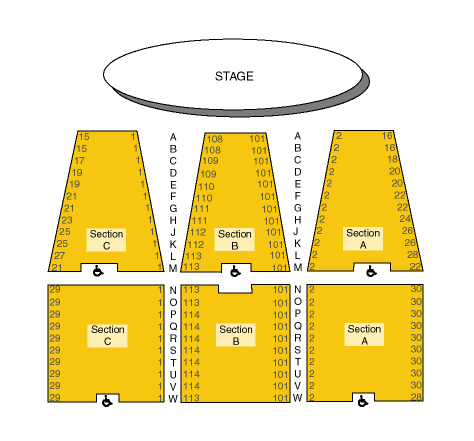 STAGE
15 1 A 108 101 A 2 16
15 1 B 108 101 B 2 16
17 1 C 109 101 C 2 18
19 1 D 109 101 D 2 20
19 1 E 110 101 E 2 20
21 1 F 110 101 F 2 22
21 1 G 111 101 G 2 22
23 1 H 111 101 H 2 24
25 1 J 112 101 J 2 26
Section Section Section
25 1 K 112 101 K 2 26
C B A
27 1 L 113 101 L 2 28
21 1 M 113 101 M 2 22
29 1 N 113 101 N 2 30
29 1 O 113 101 O 2 30
29 1 P 114 101 P 2 30
29 1 Q 114 101 Q 2 30
Section Section Section
29 1 R 114 101 R 2 30
C B A
29 1 S 114 101 S 2 30
29 1 T 114 101 T 2 30
29 1 U 114 101 U 2 30
29 1 V 114 101 V 2 30
29 1 W 113 101 W 2 28